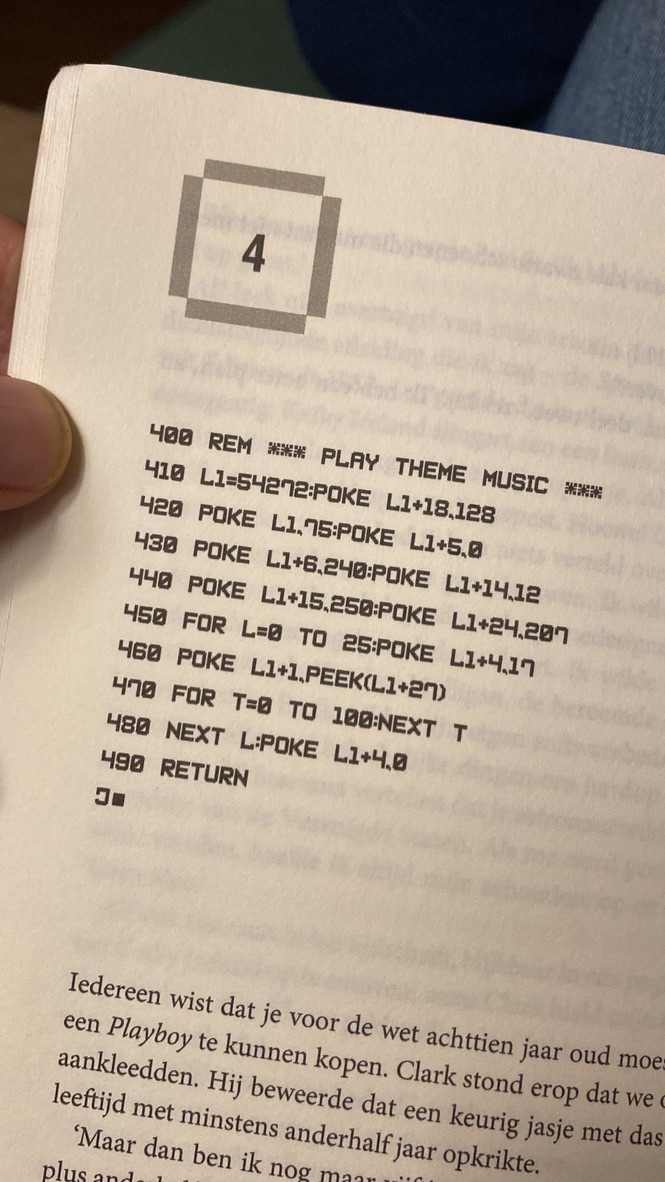 4
400 REM *** PLAY THEME MUSIC ***
410 L1=54272:POKE L1+18,128
420 POKE L1,75:POKE L1+5,0
430 POKE L1+6,240:POKE L1+14,12
440 POKE L1+15,250:POKE L1+24,207
450 FOR L=0 TO 25:POKE L1+4,17
460 POKE L1+1,PEEK(L1+27)
470 FOR T=0 TO 100:NEXT T
480 NEXT L:POKE L1+4,0
490 RETURN
]■
Iedereen wist dat je voor de wet achttien jaar oud
een Playboy te kunnen kopen. Clark stond erop dat we
aankleedden. Hij beweerde dat een keurig jasje met das
leeftijd met minstens anderhalf jaar opkrikte.
‘Maar dan ben ik nog maar
plus